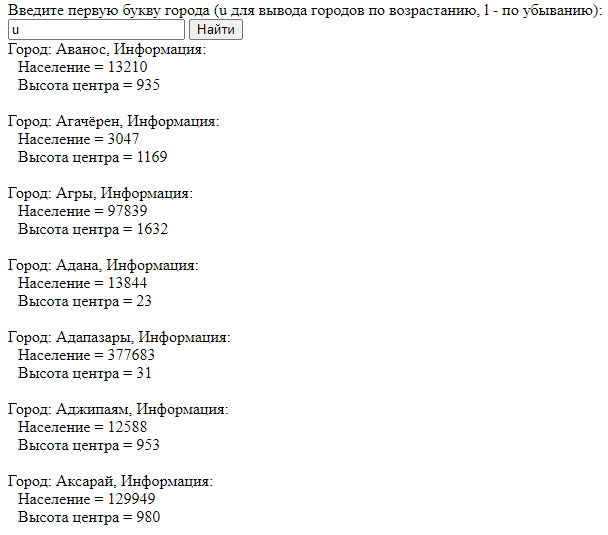 Введите первую букву города (u для вывода городов по возрастанию, l - по убыванию):
u Найти
Город: Аванос, Информация:
Население = 13210
Высота центра = 935
Город: Агачёрен, Информация:
Население = 3047
Высота центра = 1169
Город: Агры, Информация:
Население = 97839
Высота центра = 1632
Город: Адана, Информация:
Население = 13844
Высота центра = 23
Город: Адапазары, Информация:
Население = 377683
Высота центра = 31
Город: Аджипаям, Информация:
Население = 12588
Высота центра = 953
Город: Аксарай, Информация:
Население = 129949
Высота центра = 980